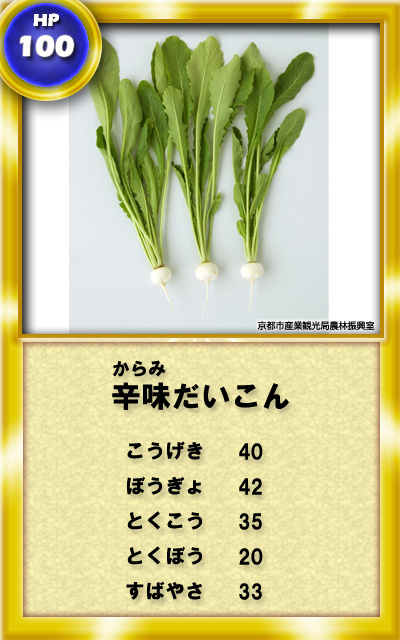 HP
100
京都市産業観光局農林振興室
からみ
辛味だいこん
こうげき 40
ぼうぎょ 42
とくこう 35
とくぼう 20
すばやさ 33